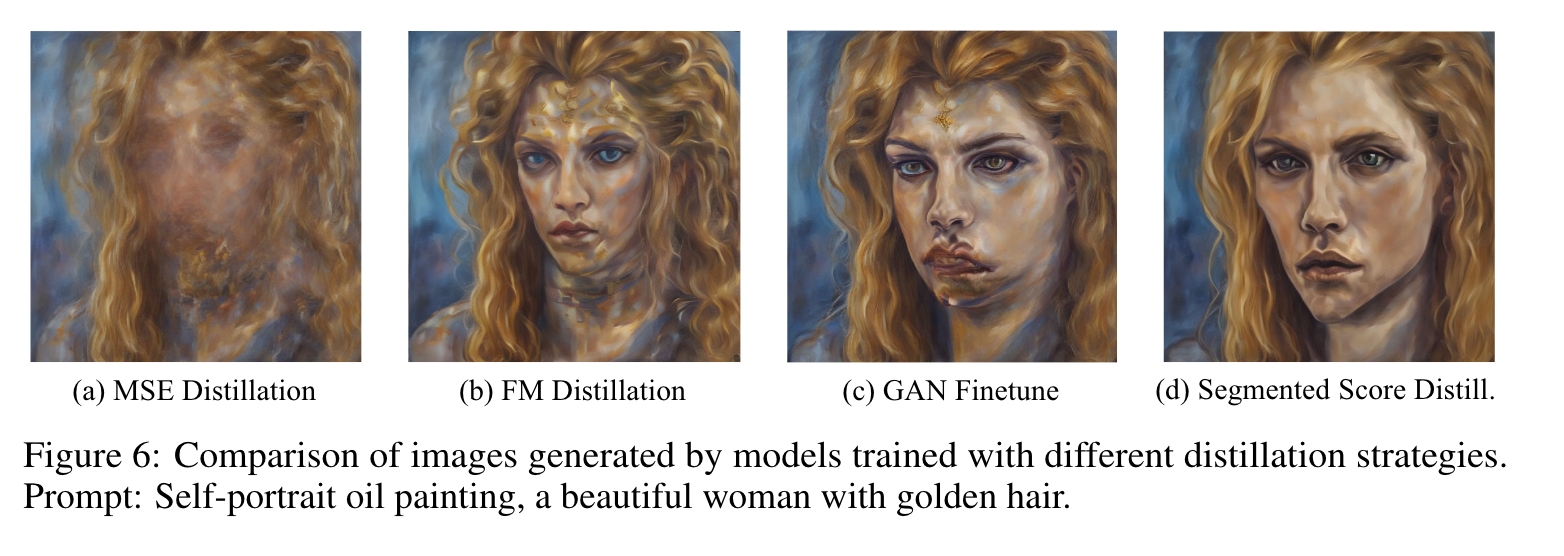 (a) MSE Distillation
(b) FM Distillation
(c) GAN Finetune
(d) Segmented Score Distill.
Figure 6: Comparison of images generated by models trained with different distillation strategies.
Prompt: Self-portrait oil painting, a beautiful woman with golden hair.